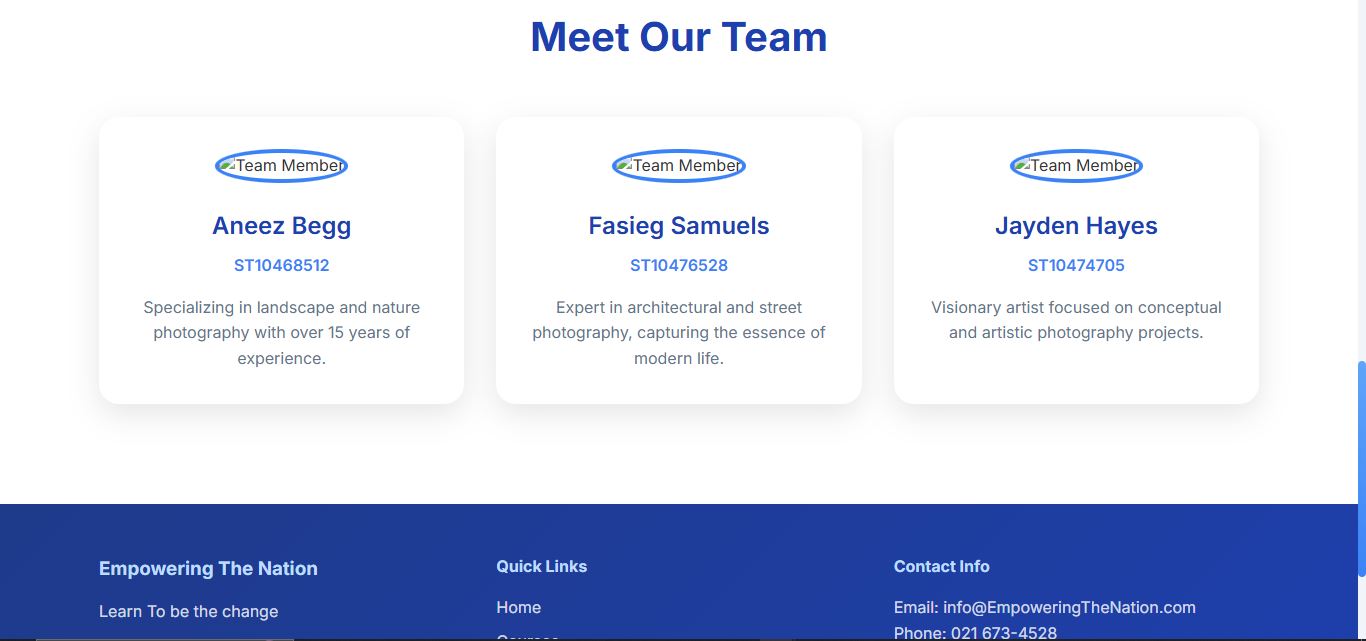 Meet Our Team
Team Member
Aneez Begg
ST10468512
Specializing in landscape and nature
photography with over 15 years of
experience.
Team Member
Fasieg Samuels
ST10476528
Expert in architectural and street
photography, capturing the essence of
modern life.
Team Member
Jayden Hayes
ST10474705
Visionary artist focused on conceptual
and artistic photography projects.
Empowering The Nation
Learn To be the change
Quick Links
Home
Courses
Contact Info
Email: info@EmpoweringTheNation.com
Phone: 021 673-4528